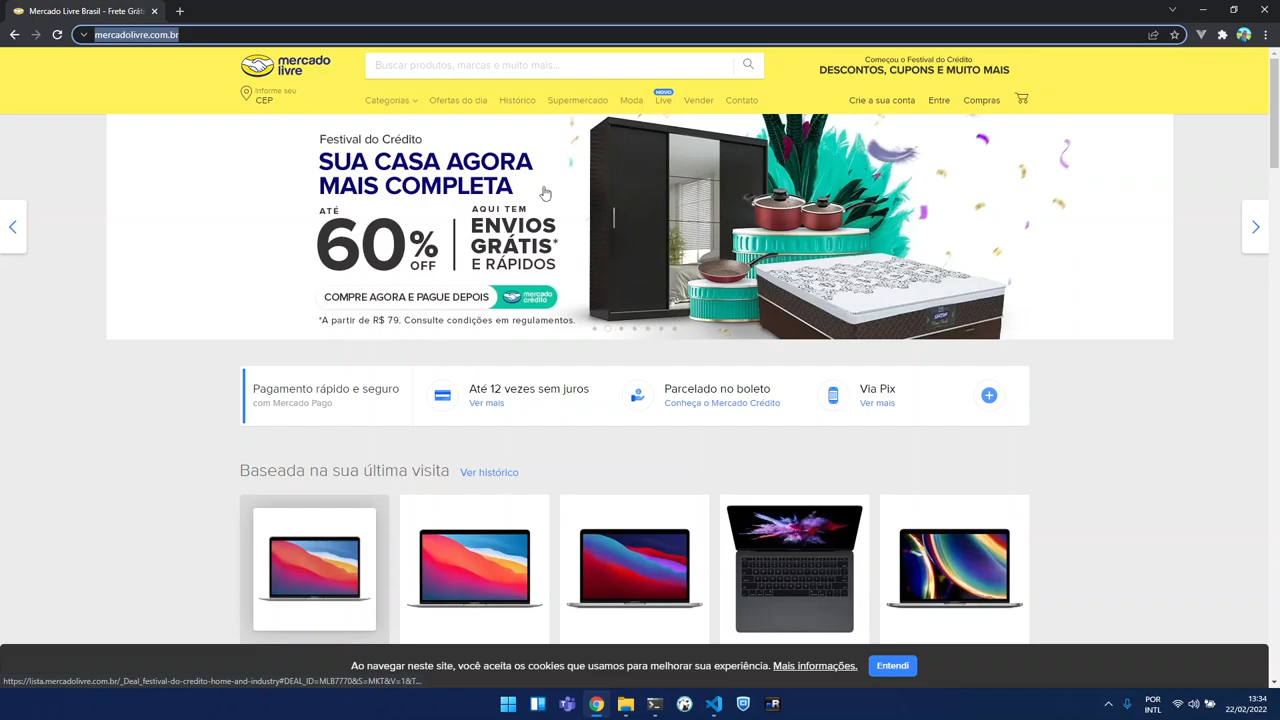 Mercado Livre Brasil - Frete Grá
mercadolivre.com.br
mercado
livre
Buscar produtos, marcas e muito mais...
Começou o Festival do Crédito
DESCONTOS, CUPONS E MUITO MAIS
Informe seu
CEP
Categorias
Ofertas do dia
Histórico
Supermercado
Moda
NOVO
Live
Vender
Contato
Crie a sua conta
Entre
Compras
Festival do Crédito
SUA CASA AGORA
MAIS COMPLETA
ATÉ
60%
OFF
AQUI TEM
ENVIOS
GRÁTIS*
E RÁPIDOS
COMPRE AGORA E PAGUE DEPOIS
mercado
crédito
*A partir de R$ 79. Consulte condições em regulamentos.
Pagamento rápido e seguro
com Mercado Pago
Até 12 vezes sem juros
Ver mais
Parcelado no boleto
Conheça o Mercado Crédito
Via Pix
Ver mais
Baseada na sua última visita
Ver histórico
Ao navegar neste site, você aceita os cookies que usamos para melhorar sua experiência. Mais informações.
Entendi
https://lista.mercadolivre.com.br/_Deal_festival-do-credito-home-and-industry#DEAL_ID=MLB7770&S=MKT&V=1&T...
POR
INTL
13:34
22/02/2022